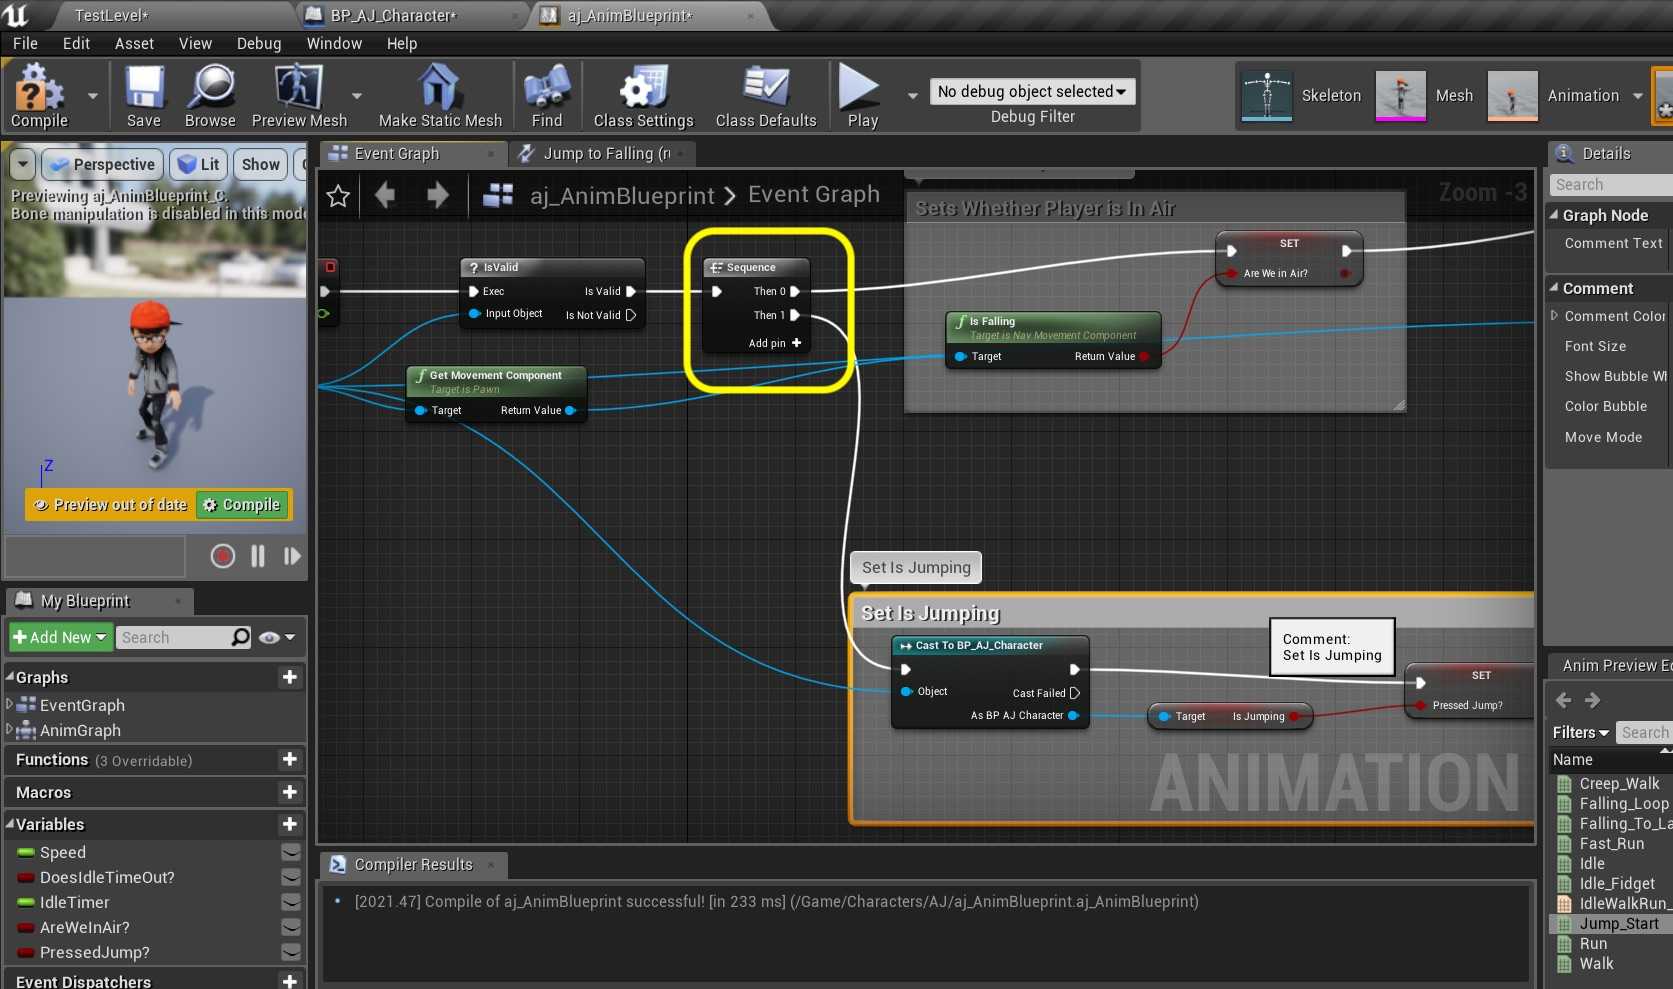 TestLevel*
BP_AJ_Character*
aj_AnimBlueprint*
File Edit Asset View Debug Window Help
Compile
Save
Browse
Preview Mesh
Make Static Mesh
Find
Class Settings
Class Defaults
Play
No debug object selected
Debug Filter
Skeleton
Mesh
Animation
Perspective
Lit
Show
Previewing aj_AnimBlueprint_C.
Bone manipulation is disabled in this mode
Preview out of date
Compile
Event Graph
Jump to Falling (r
aj_AnimBlueprint > Event Graph
Zoom -3
Sets Whether Player is In Air
SET
Are We in Air?
IsValid
Exec Is Valid
Input Object Is Not Valid
Sequence
Then 0
Then 1
Add pin
Is Falling
Target is Nav Movement Component
Target Return Value
Get Movement Component
Target is Pawn
Target Return Value
Set Is Jumping
Set Is Jumping
Comment:
Set Is Jumping
Cast To BP_AJ_Character
Object Cast Failed
As BP AJ Character
Target Is Jumping
SET
Pressed Jump?
ANIMATION
My Blueprint
Add New
Search
Graphs
EventGraph
AnimGraph
Functions (3 Overridable)
Macros
Variables
Speed
DoesIdleTimeOut?
IdleTimer
AreWeInAir?
PressedJump?
Event Dispatchers
Compiler Results
[2021.47] Compile of aj_AnimBlueprint successful! [in 233 ms] (/Game/Characters/AJ/aj_AnimBlueprint.aj_AnimBlueprint)
Details
Search
Graph Node
Comment Text
Comment
Comment Color
Font Size
Show Bubble Wh
Color Bubble
Move Mode
Anim Preview Ed
Filters
Search
Name
Creep_Walk
Falling_Loop
Falling_To_La
Fast_Run
Idle
Idle_Fidget
IdleWalkRun_
Jump_Start
Run
Walk
Z